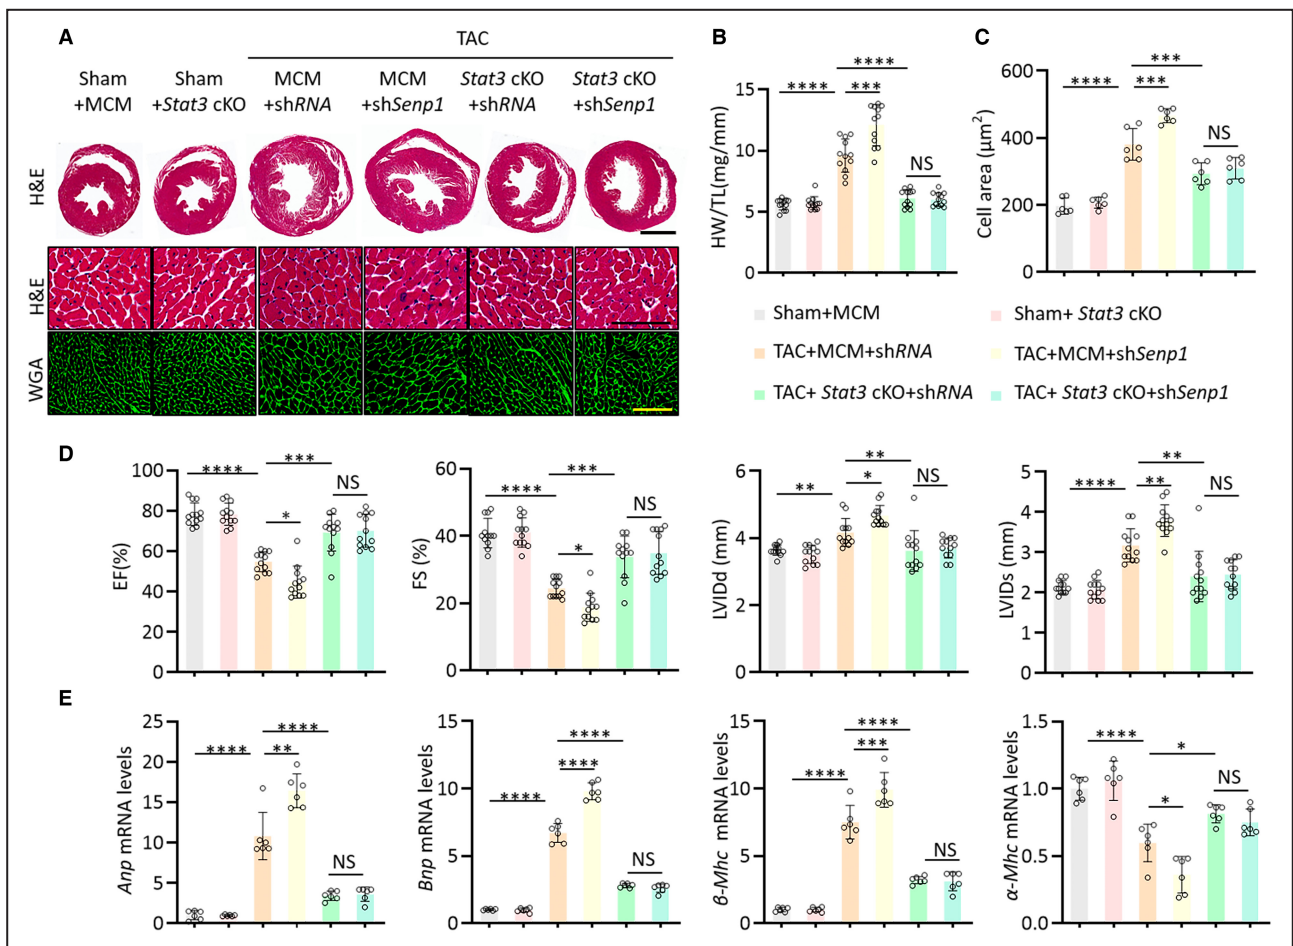 A
TAC
Sham
+MCM
Sham
+Stat3 cKO
MCM
+shRNA
MCM
+shSenp1
Stat3 cKO
+shRNA
Stat3 cKO
+shSenp1
H&E
H&E
WGA
B
HW/TL(mg/mm)
15
10
5
0
****
****
***
NS
C
Cell area (μm²)
600
400
200
0
****
***
***
NS
Sham+MCM
Sham+ Stat3 cKO
TAC+MCM+shRNA
TAC+MCM+shSenp1
TAC+ Stat3 cKO+shRNA
TAC+ Stat3 cKO+shSenp1
D
EF(%)
100
80
60
40
20
0
****
***
*
NS
FS (%)
60
40
20
0
****
***
*
NS
LVIDd (mm)
6
4
2
0
**
**
*
NS
LVIDs (mm)
5
4
3
2
1
0
****
**
**
NS
E
Anp mRNA levels
25
20
15
10
5
0
****
****
**
NS
Bnp mRNA levels
15
10
5
0
****
****
****
NS
β-Mhc mRNA levels
15
10
5
0
****
****
***
NS
α-Mhc mRNA levels
1.5
1.0
0.5
0.0
****
*
*
NS